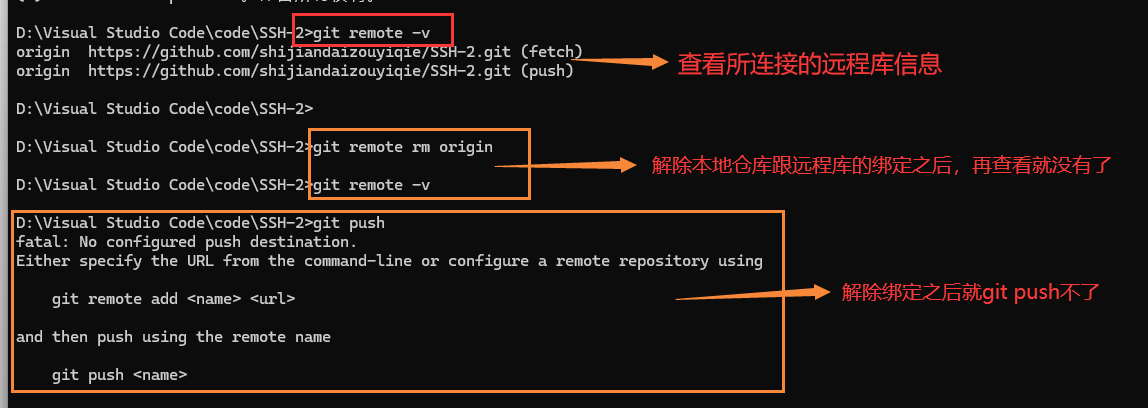 D:\Visual Studio Code\code\SSH-2>git remote -v
origin  https://github.com/shijiandaizouyiqie/SSH-2.git (fetch)
origin  https://github.com/shijiandaizouyiqie/SSH-2.git (push)
查看所连接的远程库信息
D:\Visual Studio Code\code\SSH-2>
D:\Visual Studio Code\code\SSH-2>git remote rm origin
解除本地仓库跟远程库的绑定之后，再查看就没有了
D:\Visual Studio Code\code\SSH-2>git remote -v
D:\Visual Studio Code\code\SSH-2>git push
fatal: No configured push destination.
Either specify the URL from the command-line or configure a remote repository using
git remote add <name> <url>
解除绑定之后就git push不了
and then push using the remote name
git push <name>